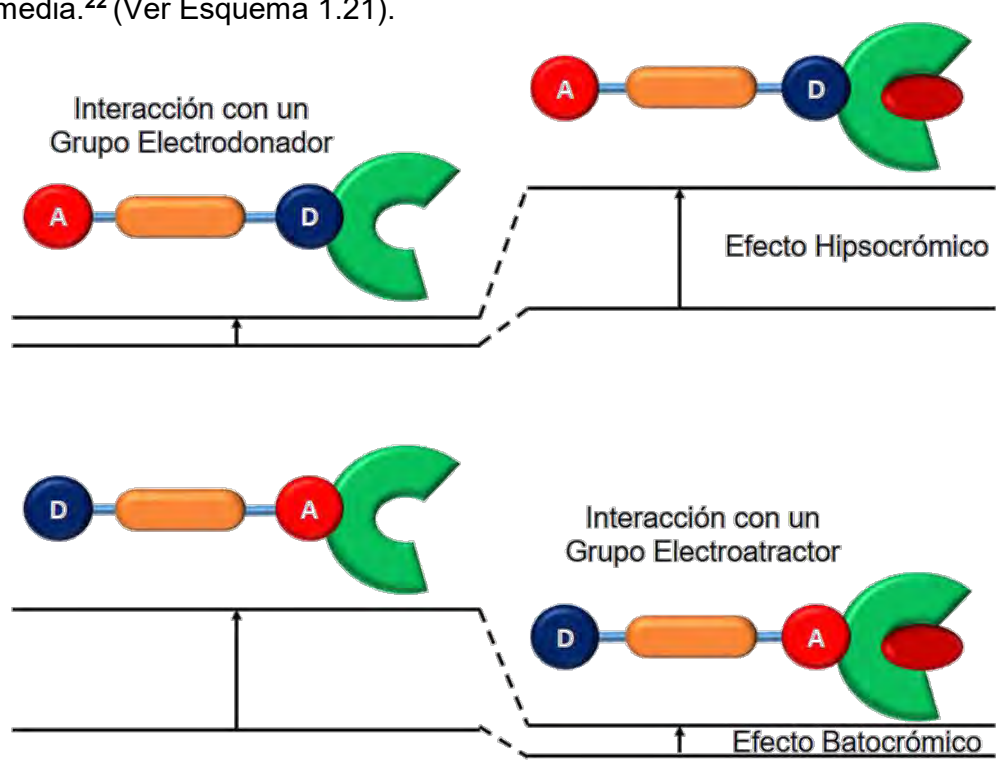 media.²² (Ver Esquema 1.21).
A D
Interacción con un
Grupo Electrodonador
A D
Efecto Hipsocrómico
D A
Interacción con un
Grupo Electroatractor
D A
Efecto Batocrómico